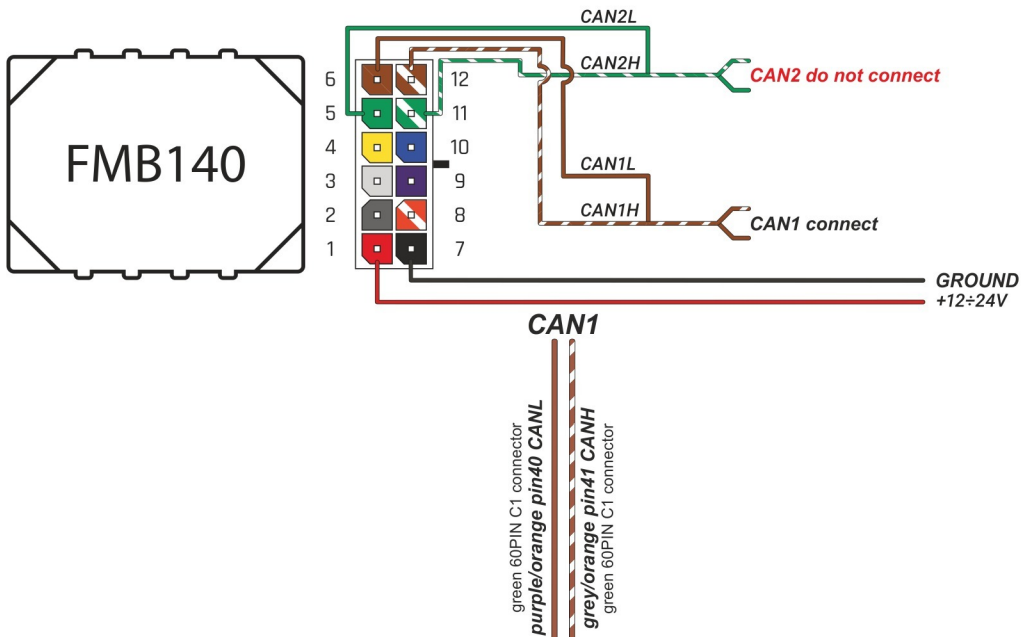 CAN2L
CAN2H
CAN2 do not connect
FMB140
6
12
5
11
4
10
3
9
2
8
1
7
CAN1L
CAN1H
CAN1 connect
GROUND
+12÷24V
CAN1
green 60PIN C1 connector
purple/orange pin40 CANL
grey/orange pin41 CANH
green 60PIN C1 connector